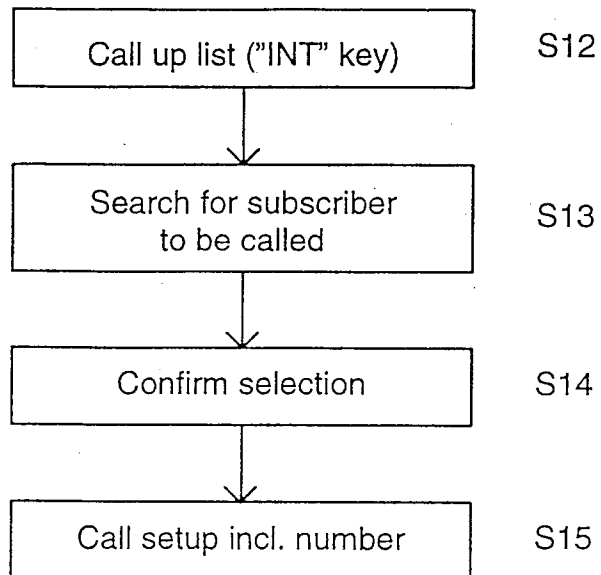 Call up list ("INT" key) S12
Search for subscriber
to be called S13
Confirm selection S14
Call setup incl. number S15